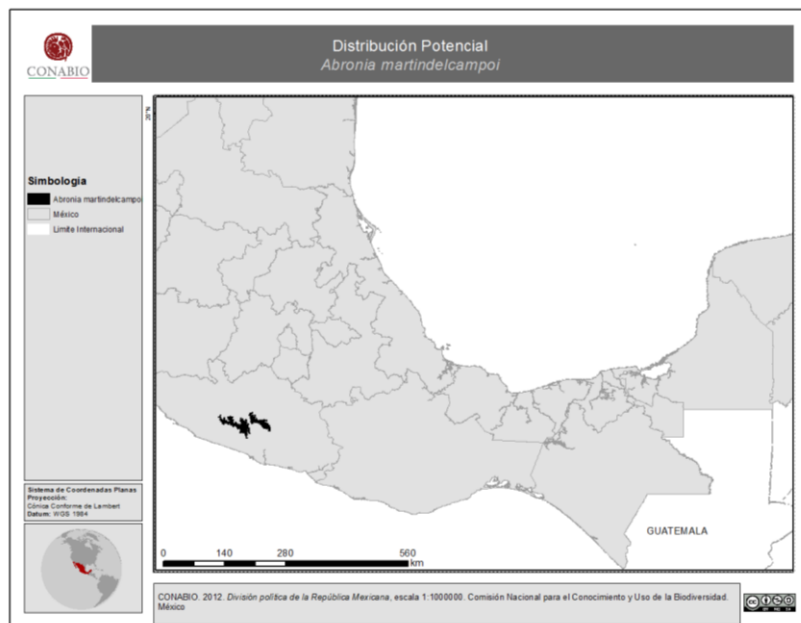 CONABIO
Distribución Potencial
Abronia martindelcampoi
20°N
Simbología
Abronia martindelcampo
México
Limite Internacional
Sistema de Coordenadas Planas
Proyección:
Cónica Conforme de Lambert
Datum: WGS 1984
GUATEMALA
0 140 280 560
km
CONABIO. 2012. División política de la República Mexicana, escala 1:1000000. Comisión Nacional para el Conocimiento y Uso de la Biodiversidad.
México